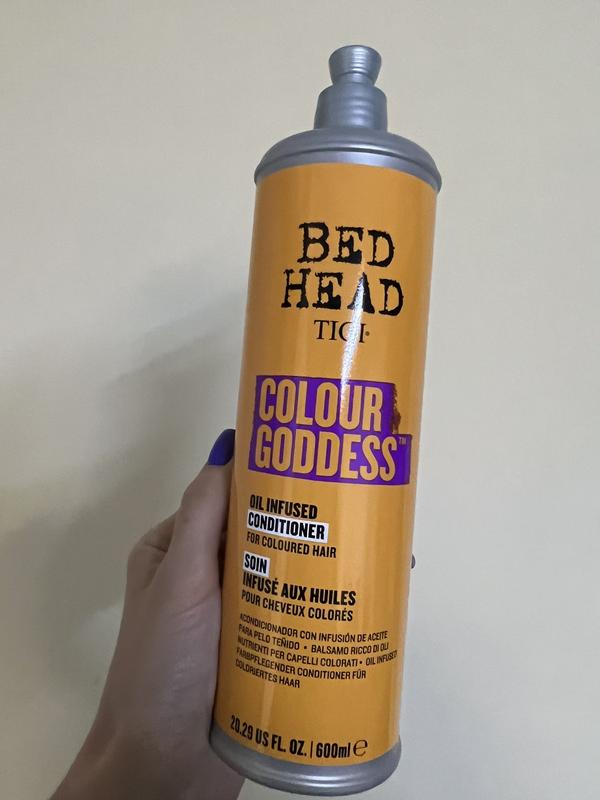 BED
HEAD
TIGI
COLOUR
GODDESS™
OIL INFUSED
CONDITIONER
FOR COLOURED HAIR
SOIN
INFUSÉ AUX HUILES
POUR CHEVEUX COLORÉS
ACONDICIONADOR CON INFUSIÓN DE ACEITE
PARA PELO TEÑIDO • BALSAMO RICCO DI OLI
NUTRIENTI PER CAPELLI COLORATI • OIL INFUSED
FARBPFLEGENDER CONDITIONER FÜR
COLORIERTES HAAR
20.29 US FL. OZ. | 600ml ℮